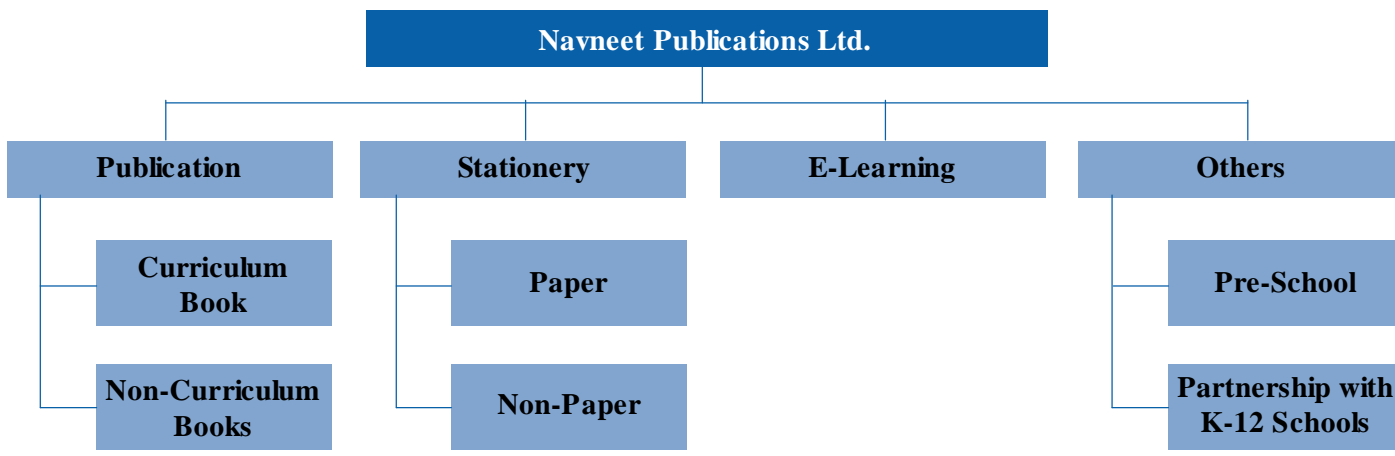 Navneet Publications Ltd.
Publication
Stationery
E-Learning
Others
Curriculum
Book
Paper
Pre-School
Non-Curriculum
Books
Non-Paper
Partnership with
K-12 Schools